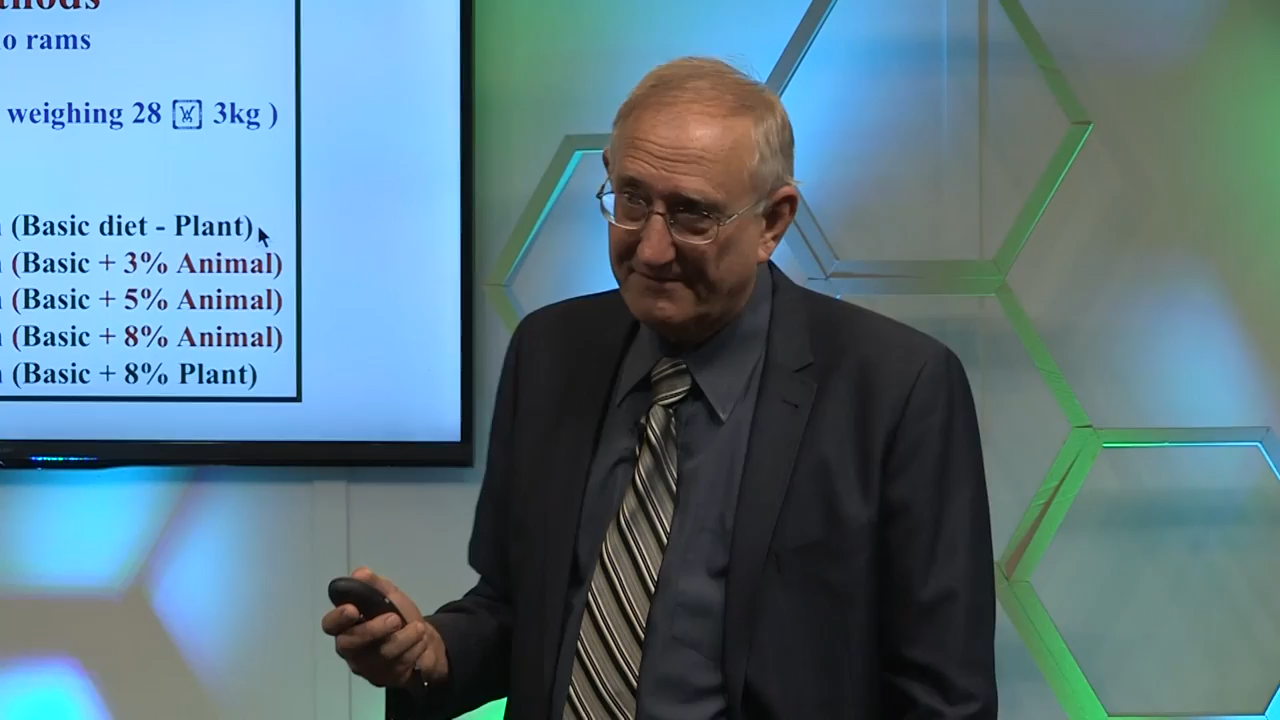 o rams
weighing 28 3kg )
(Basic diet - Plant)
(Basic + 3% Animal)
(Basic + 5% Animal)
(Basic + 8% Animal)
(Basic + 8% Plant)